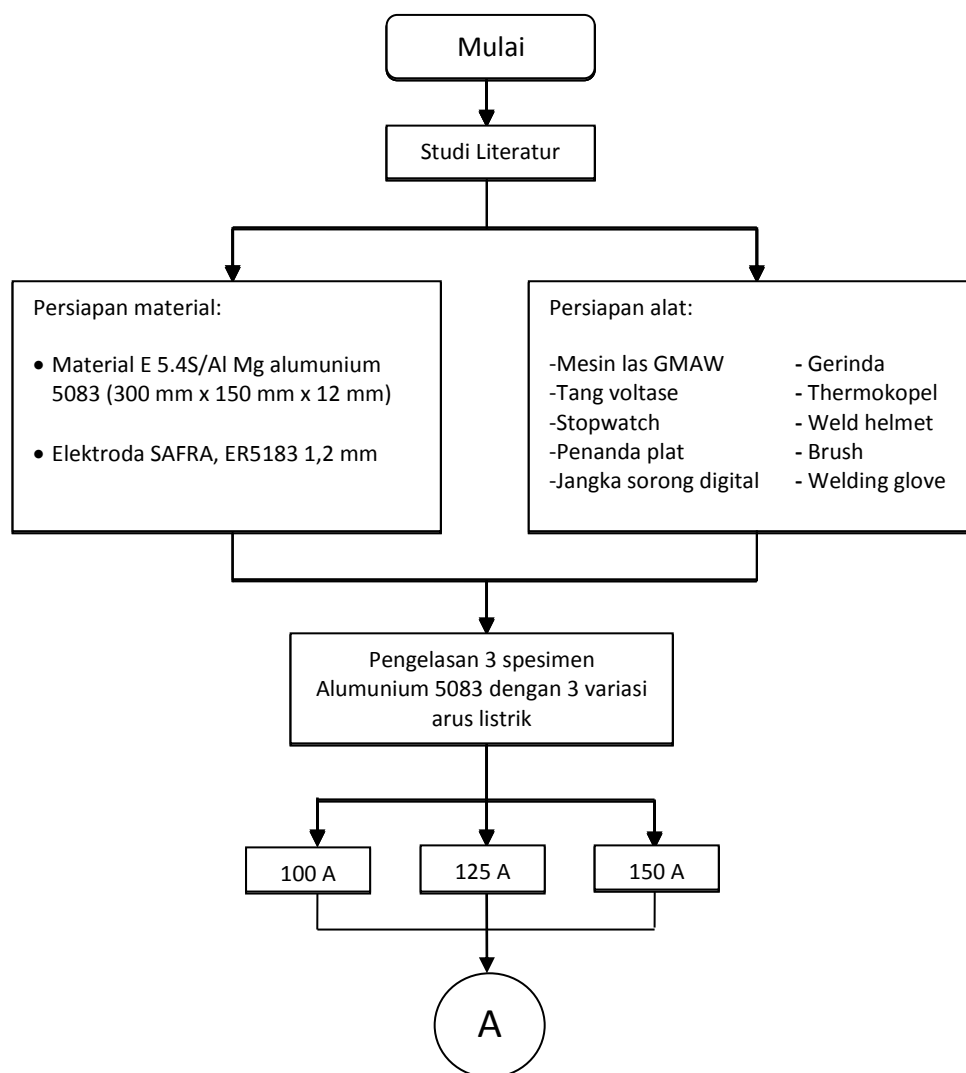 Mulai
Studi Literatur
Persiapan material:
• Material E 5.4S/Al Mg alumunium
5083 (300 mm x 150 mm x 12 mm)
• Elektroda SAFRA, ER5183 1,2 mm
Persiapan alat:
-Mesin las GMAW
-Tang voltase
-Stopwatch
-Penanda plat
-Jangka sorong digital
- Gerinda
- Thermokopel
- Weld helmet
- Brush
- Welding glove
Pengelasan 3 spesimen
Alumunium 5083 dengan 3 variasi
arus listrik
100 A
125 A
150 A
A